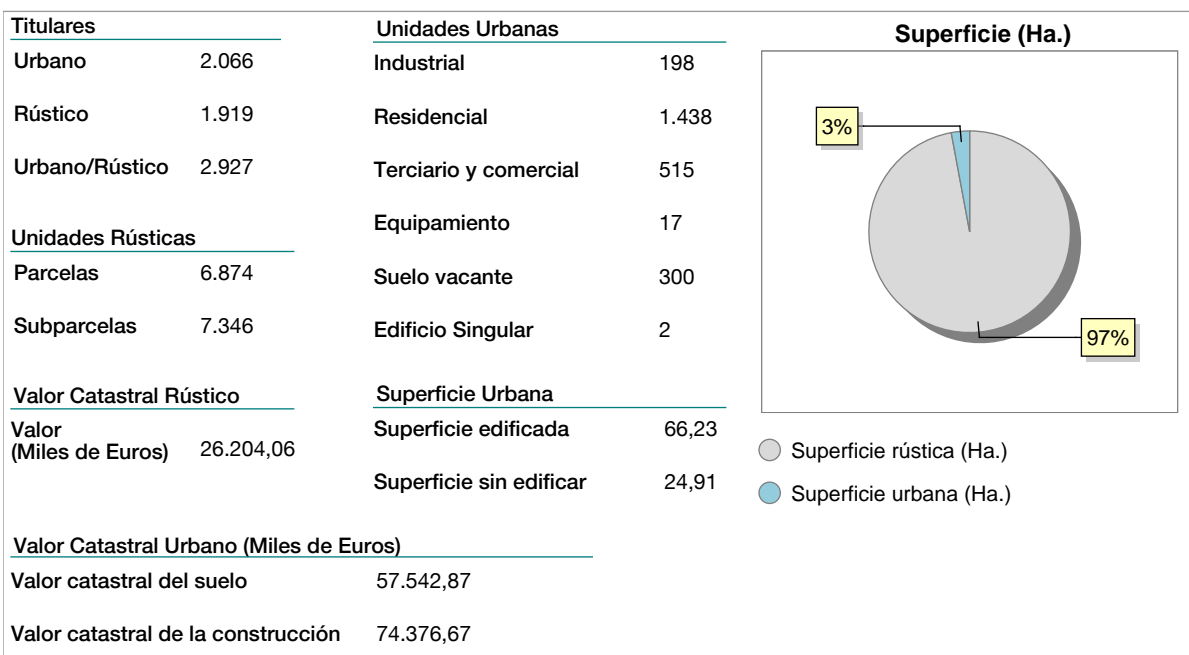 Titulares
Urbano 2.066
Rústico 1.919
Urbano/Rústico 2.927
Unidades Rústicas
Parcelas 6.874
Subparcelas 7.346
Valor Catastral Rústico
Valor
(Miles de Euros) 26.204,06
Unidades Urbanas
Industrial 198
Residencial 1.438
Terciario y comercial 515
Equipamiento 17
Suelo vacante 300
Edificio Singular 2
Superficie Urbana
Superficie edificada 66,23
Superficie sin edificar 24,91
Valor Catastral Urbano (Miles de Euros)
Valor catastral del suelo 57.542,87
Valor catastral de la construcción 74.376,67
Superficie (Ha.)
3%
97%
Superficie rústica (Ha.)
Superficie urbana (Ha.)